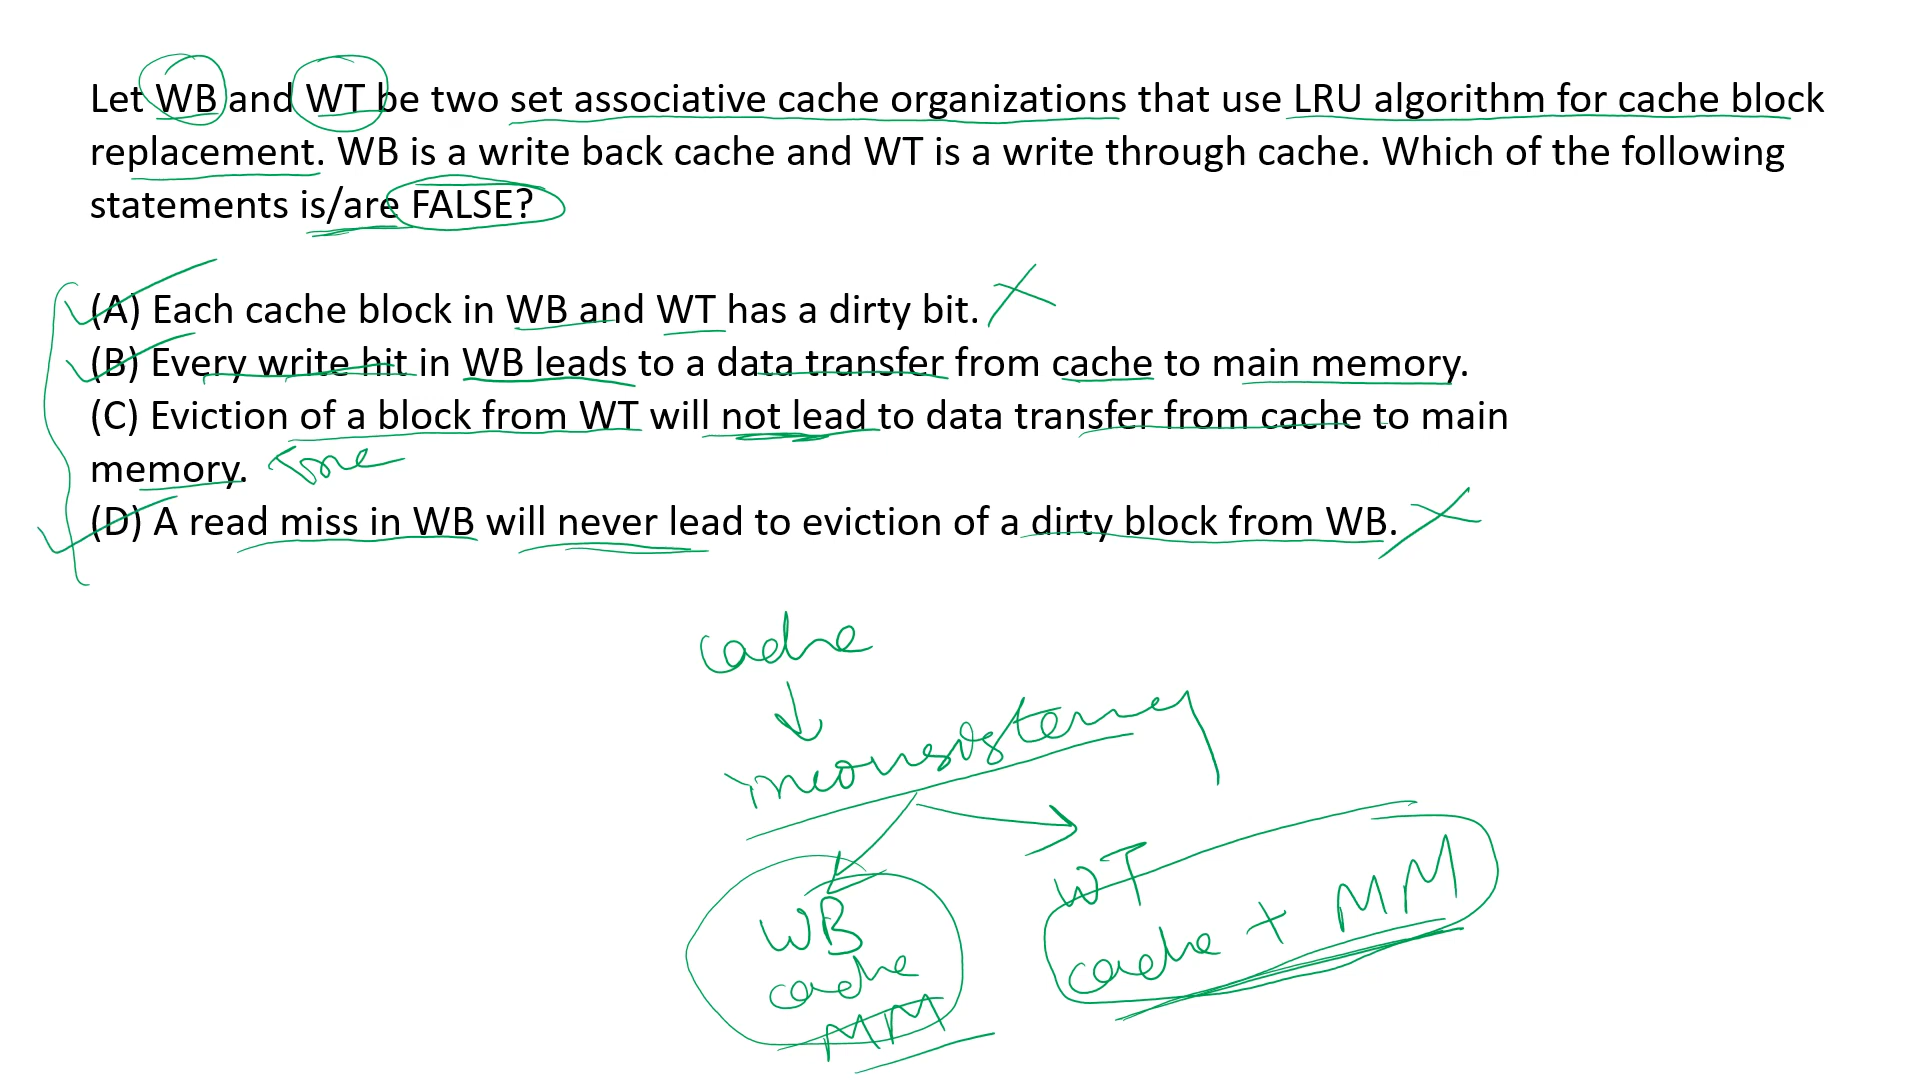 Let WB and WT be two set associative cache organizations that use LRU algorithm for cache block
replacement. WB is a write back cache and WT is a write through cache. Which of the following
statements is/are FALSE?
(A) Each cache block in WB and WT has a dirty bit.
(B) Every write hit in WB leads to a data transfer from cache to main memory.
(C) Eviction of a block from WT will not lead to data transfer from cache to main
memory. True
(D) A read miss in WB will never lead to eviction of a dirty block from WB.
cache
inconsistency
WB
cache
MM
WT
cache + MM